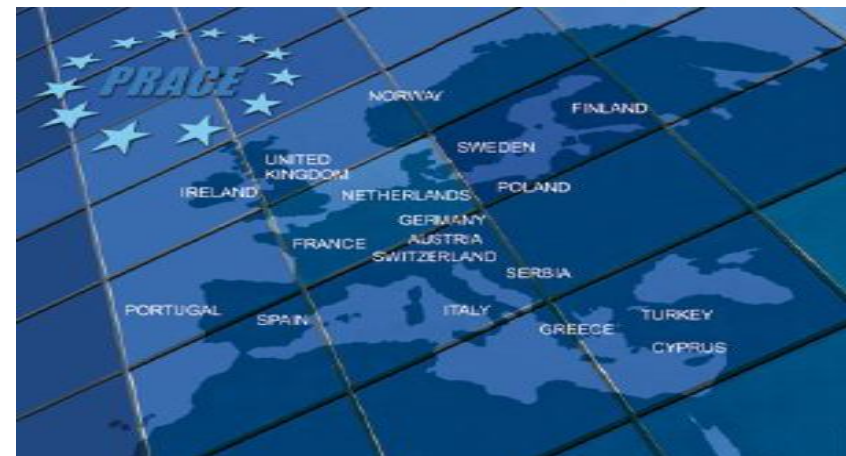 PRACE
NORWAY
FINLAND
SWEDEN
UNITED
KINGDOM
IRELAND
NETHERLANDS
POLAND
GERMANY
FRANCE
AUSTRIA
SWITZERLAND
SERBIA
PORTUGAL
SPAIN
ITALY
TURKEY
GREECE
CYPRUS